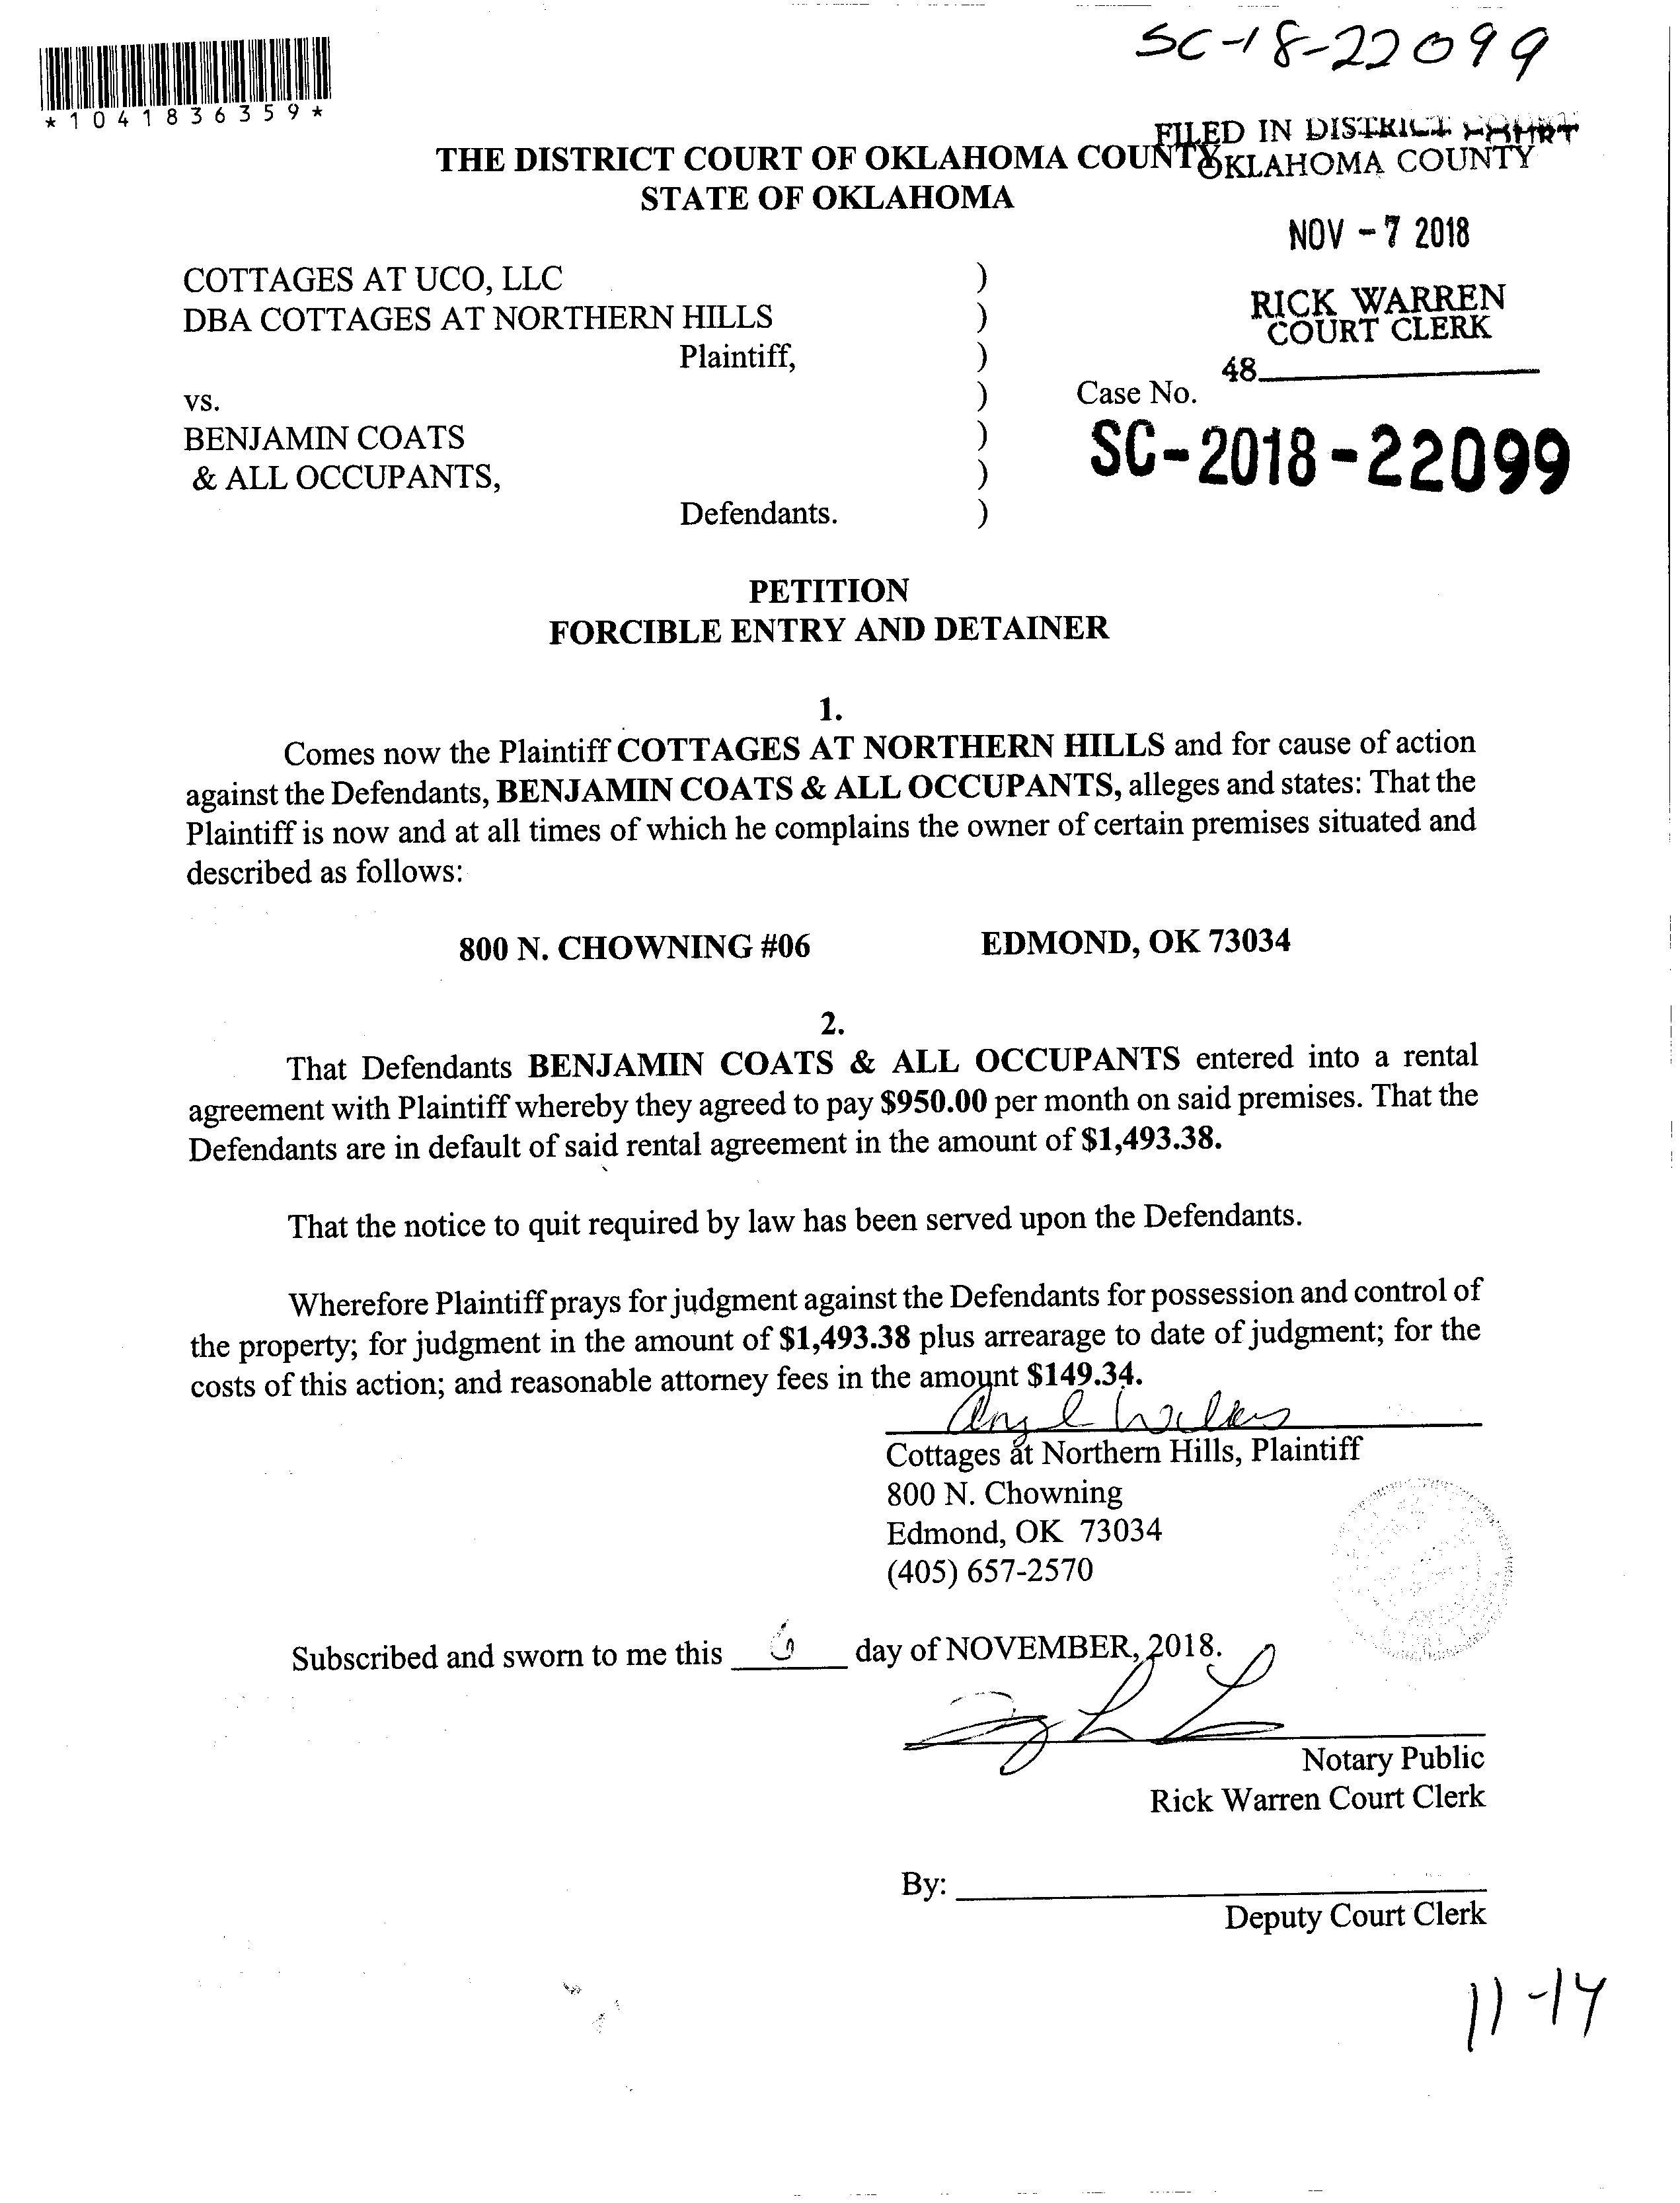 SC-18-22099
*1041836359*
FILED IN DISTRICT COURT
THE DISTRICT COURT OF OKLAHOMA COUNTY
OKLAHOMA COUNTY
STATE OF OKLAHOMA
NOV - 7 2018
COTTAGES AT UCO, LLC )
DBA COTTAGES AT NORTHERN HILLS )
RICK WARREN
COURT CLERK
Plaintiff, )
48
vs. ) Case No.
BENJAMIN COATS )
SC-2018-22099
& ALL OCCUPANTS, )
Defendants. )
PETITION
FORCIBLE ENTRY AND DETAINER
1.
Comes now the Plaintiff COTTAGES AT NORTHERN HILLS and for cause of action
against the Defendants, BENJAMIN COATS & ALL OCCUPANTS, alleges and states: That the
Plaintiff is now and at all times of which he complains the owner of certain premises situated and
described as follows:
800 N. CHOWNING #06 EDMOND, OK 73034
2.
That Defendants BENJAMIN COATS & ALL OCCUPANTS entered into a rental
agreement with Plaintiff whereby they agreed to pay $950.00 per month on said premises. That the
Defendants are in default of said rental agreement in the amount of $1,493.38.
That the notice to quit required by law has been served upon the Defendants.
Wherefore Plaintiff prays for judgment against the Defendants for possession and control of
the property; for judgment in the amount of $1,493.38 plus arrearage to date of judgment; for the
costs of this action; and reasonable attorney fees in the amount $149.34.
Cottages at Northern Hills, Plaintiff
800 N. Chowning
Edmond, OK 73034
(405) 657-2570
Subscribed and sworn to me this 6 day of NOVEMBER, 2018.
Notary Public
Rick Warren Court Clerk
By:
Deputy Court Clerk
11-14